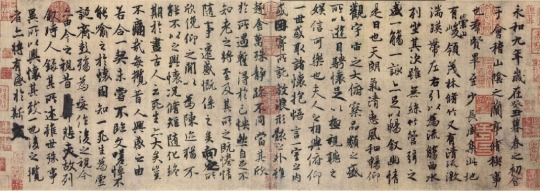 永和九年歲在癸丑暮春之初會
于會稽山陰之蘭亭脩稧事
也群賢畢至少長咸集此地
有崇山峻領茂林脩竹又有清流激
湍暎帶左右引以為流觴曲水
列坐其次雖無絲竹管弦之
盛一觴一詠亦足以暢敘幽情
是日也天朗氣清惠風和暢仰
觀宇宙之大俯察品類之盛
所以遊目騁懷足以極視聽之
娛信可樂也夫人之相與俯仰
一世或取諸懷抱悟言一室之內
或因寄所託放浪形骸之外雖
趣舍萬殊靜躁不同當其欣
於所遇蹔得於己怏然自足不
知老之將至及其所之既惓情
隨事遷感慨係之矣向之所
欣俛仰之閒以為陳迹猶不
能不以之興懷況脩短隨化終
期於盡古人云死生亦大矣豈
不痛哉每攬昔人興感之由
若合一契未嘗不臨文嗟悼不
能喻之於懷固知一死生為虛
誕齊彭殤為妄作後之視今
亦由今之視昔悲夫故列
敘時人錄其所述雖世殊事
異所以興懷其致一也後之攬
者亦將有感於斯文